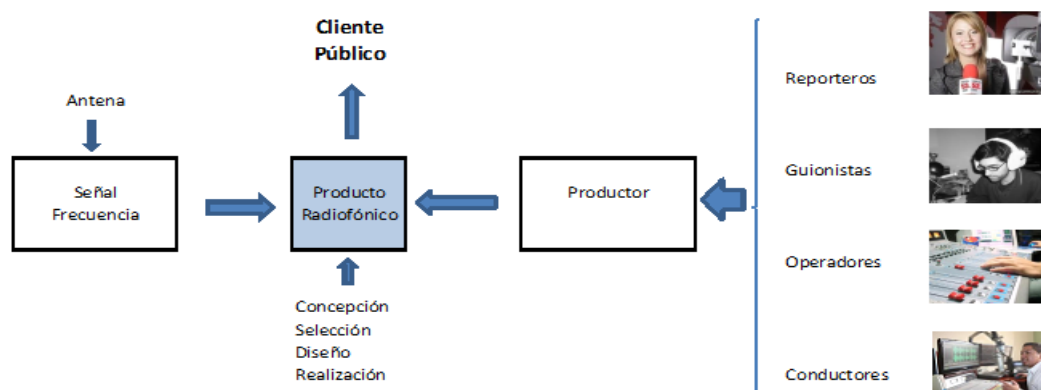 Cliente
Público
Antena
Señal
Frecuencia
Producto
Radiofónico
Productor
Concepción
Selección
Diseño
Realización
Reporteros
Guionistas
Operadores
Conductores